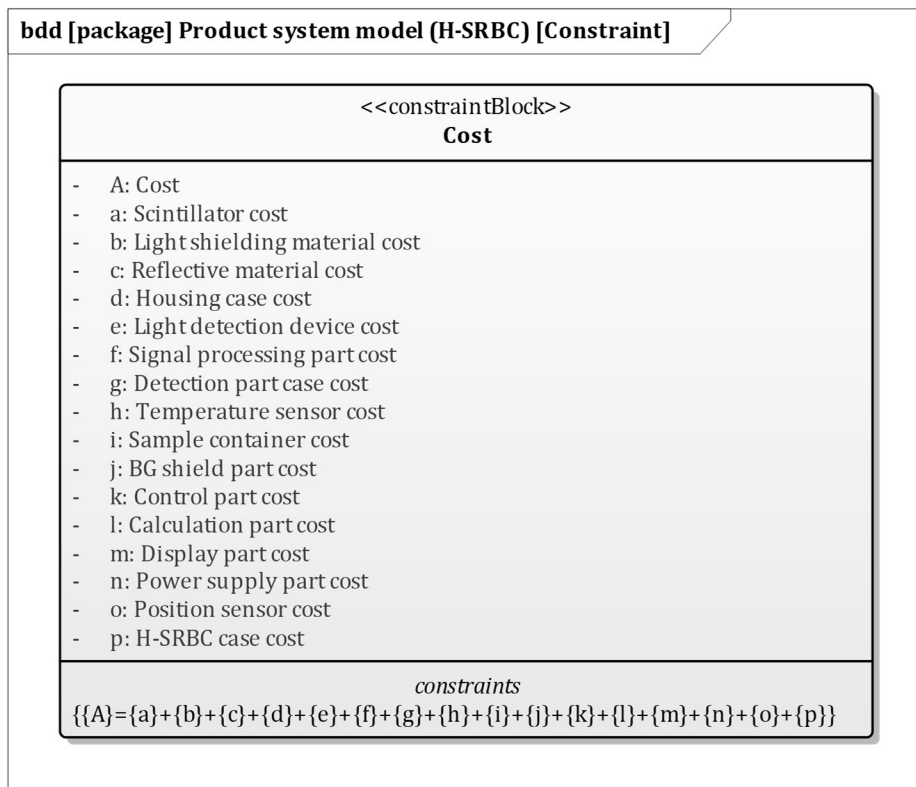 bdd [package] Product system model (H-SRBC) [Constraint]
<<constraintBlock>>
Cost
- A: Cost
- a: Scintillator cost
- b: Light shielding material cost
- c: Reflective material cost
- d: Housing case cost
- e: Light detection device cost
- f: Signal processing part cost
- g: Detection part case cost
- h: Temperature sensor cost
- i: Sample container cost
- j: BG shield part cost
- k: Control part cost
- l: Calculation part cost
- m: Display part cost
- n: Power supply part cost
- o: Position sensor cost
- p: H-SRBC case cost
constraints
{{A}={a}+{b}+{c}+{d}+{e}+{f}+{g}+{h}+{i}+{j}+{k}+{l}+{m}+{n}+{o}+{p}}